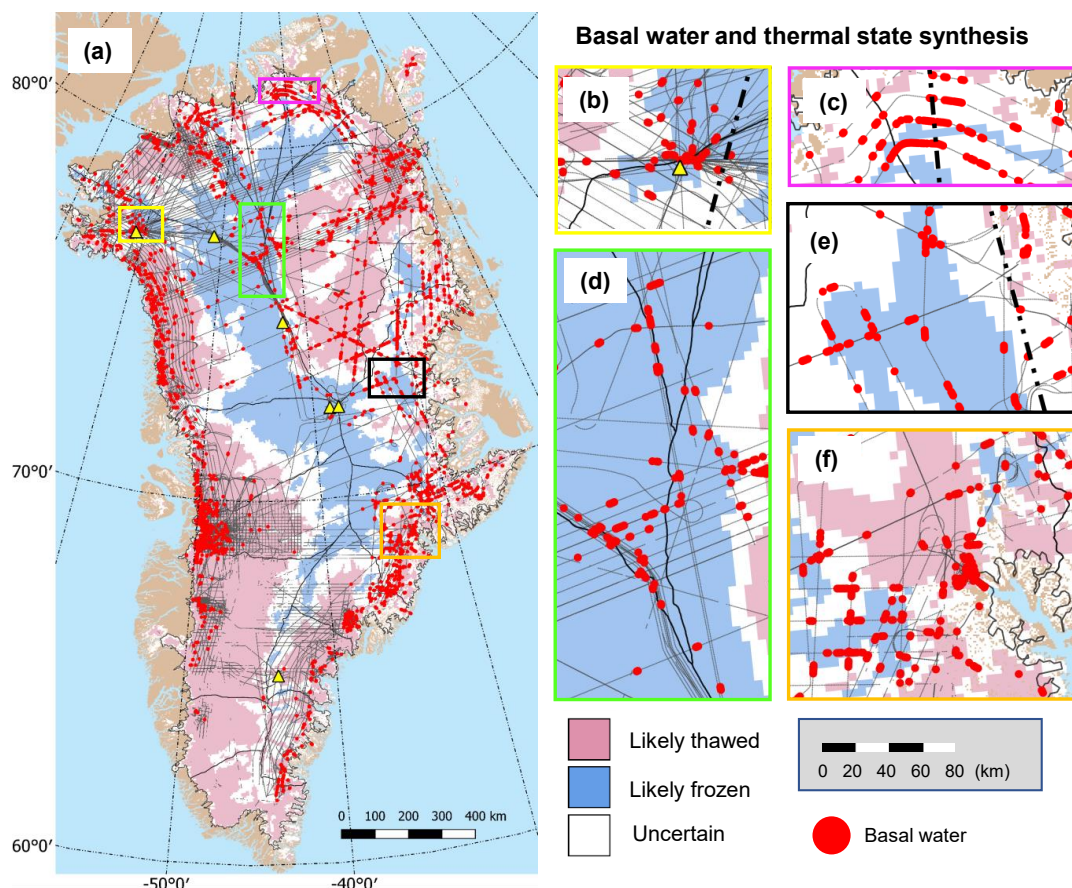 Basal water and thermal state synthesis
(a)
80°0′
70°0′
60°0′
-50°0′
-40°0′
0 100 200 300 400 km
(b)
(c)
(d)
(e)
(f)
Likely thawed
Likely frozen
Uncertain
0 20 40 60 80 (km)
Basal water